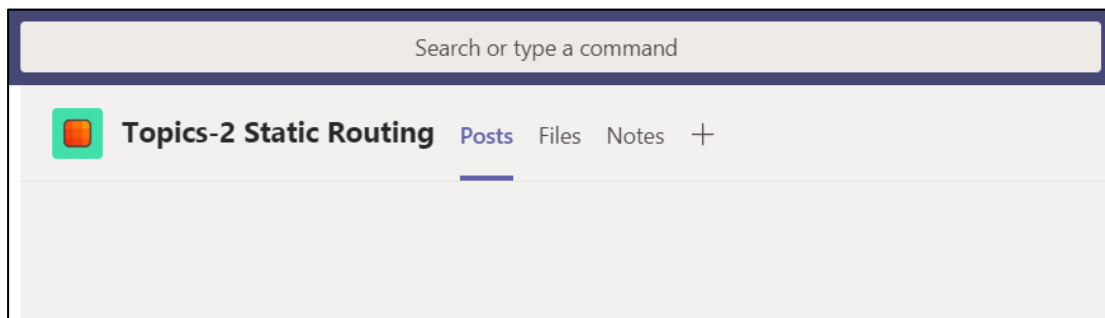 Search or type a command
Topics-2 Static Routing Posts Files Notes +